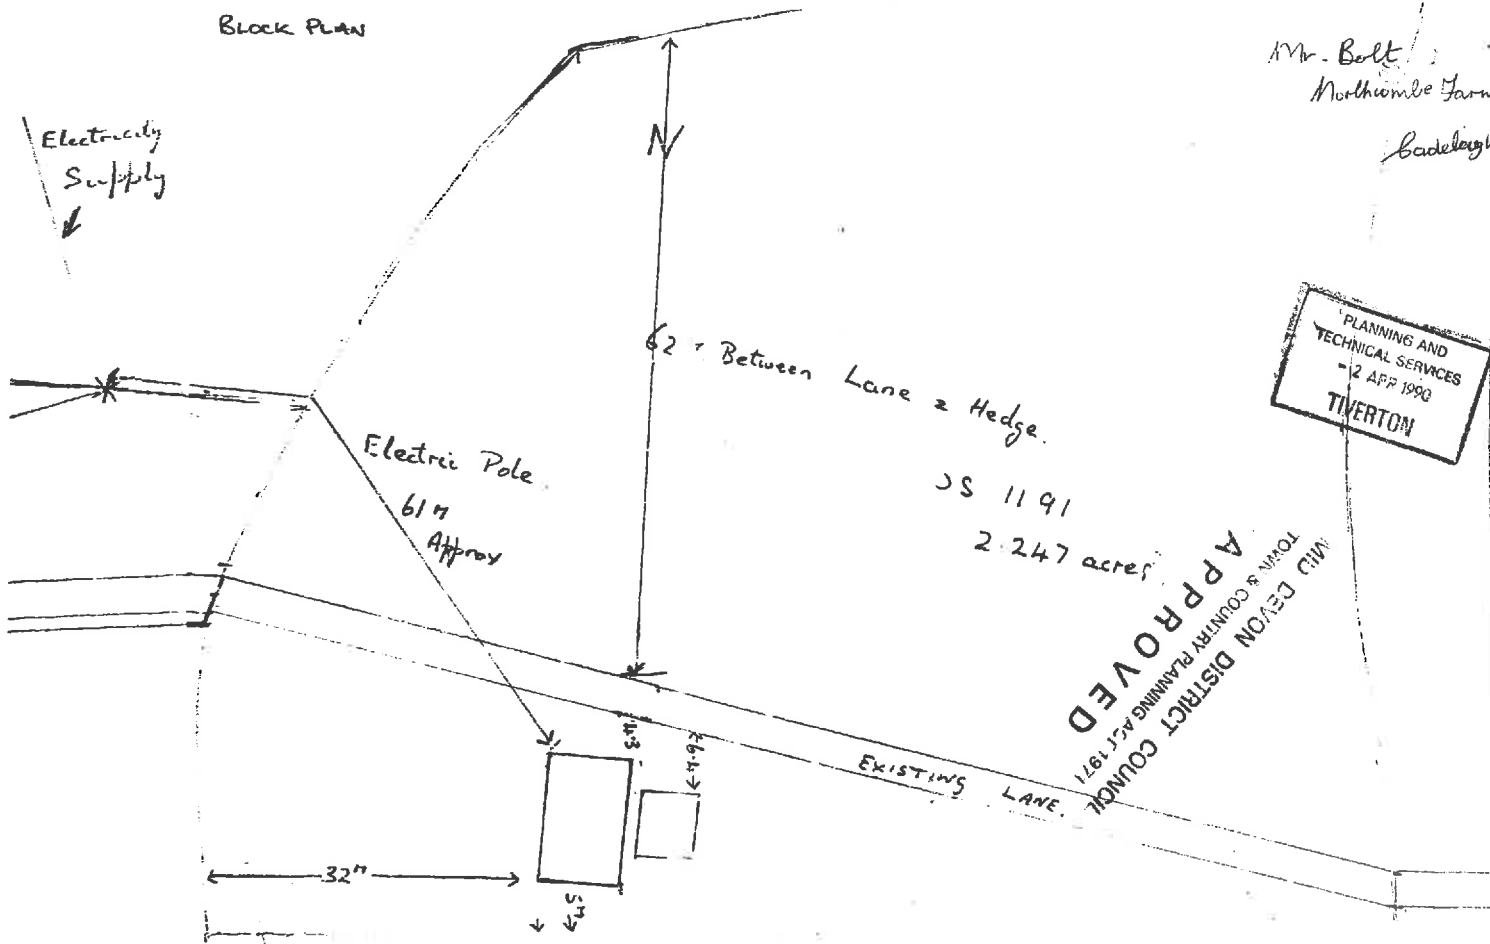 BLOCK PLAN
Mr. Bolt
Northcombe Farm
Electricity
Supply
N
62 M Between Lane & Hedge.
PLANNING AND
TECHNICAL SERVICES
- 2 APR 1990
TIVERTON
Electric Pole
61 M
Approx
OS 1191
2.247 acres.
MID DEVON DISTRICT COUNCIL
TOWN & COUNTRY PLANNING ACT 1971
APPROVED
EXISTING LANE.
32M
5M